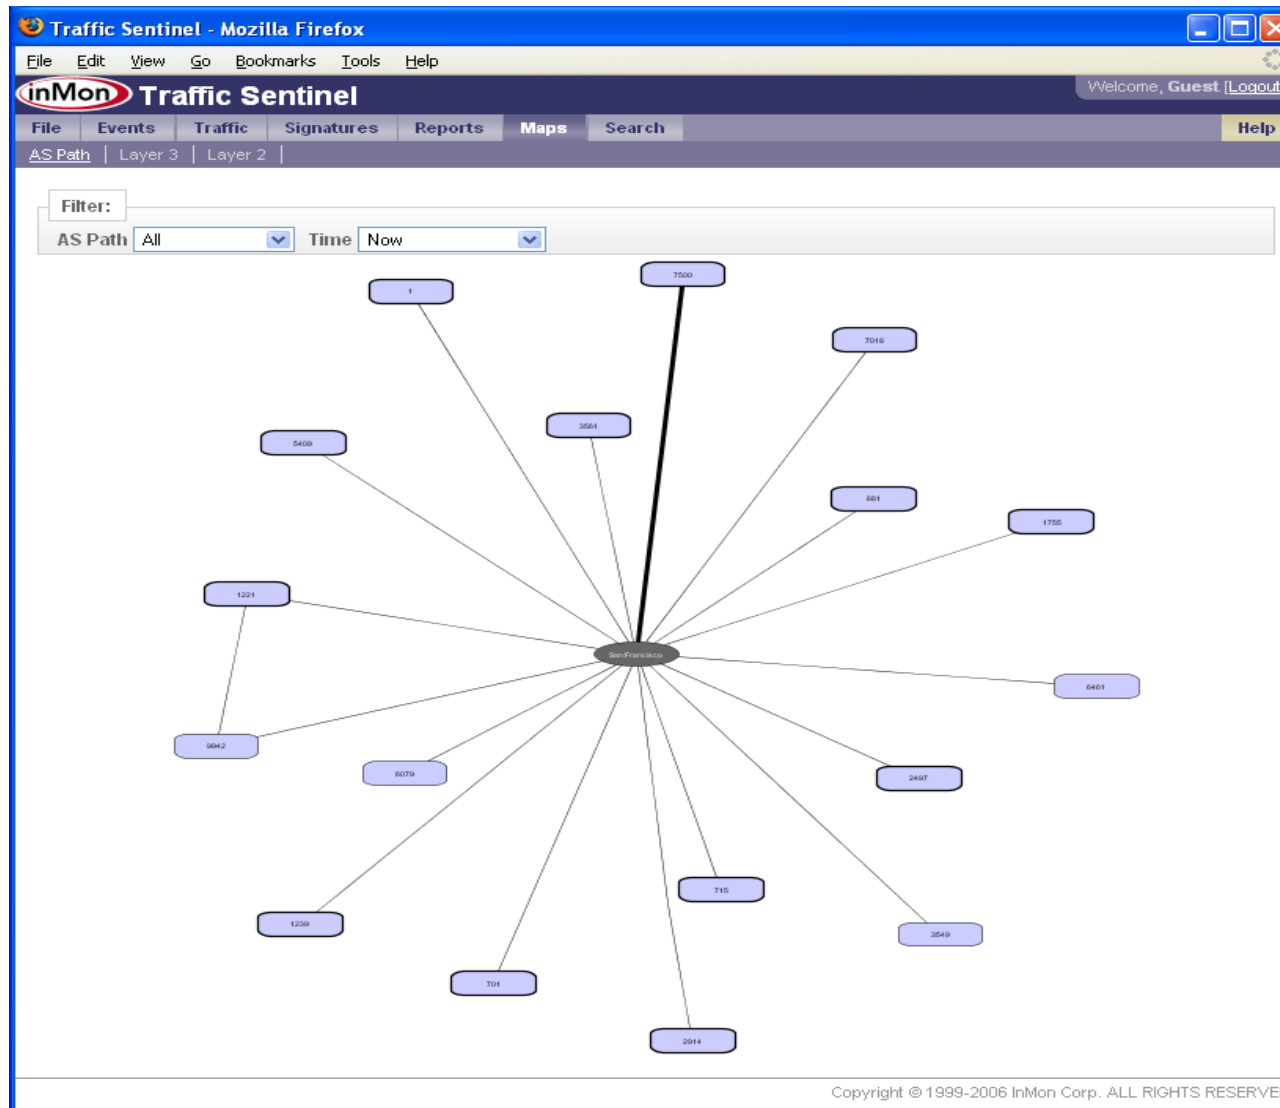 Traffic Sentinel - Mozilla Firefox
File Edit View Go Bookmarks Tools Help
inMon Traffic Sentinel
Welcome, Guest [Logout
File Events Traffic Signatures Reports Maps Search Help
AS Path | Layer 3 | Layer 2 |
Filter:
AS Path All Time Now
7500
1
7018
3561
5409
681
1755
1221
San Francisco
6461
9942
6079
2497
715
1239
3549
701
2914
Copyright © 1999-2006 InMon Corp. ALL RIGHTS RESERVE